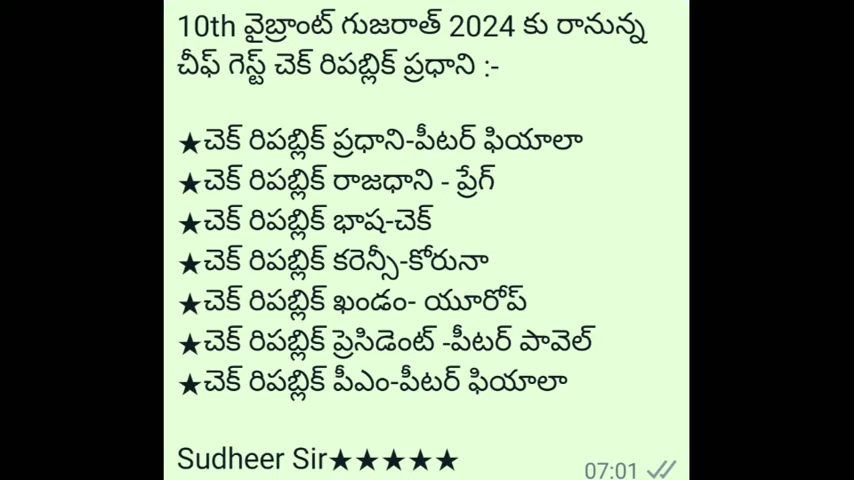 10th వైబ్రాంట్ గుజరాత్ 2024 కు రానున్న
చీఫ్ గెస్ట్ చెక్ రిపబ్లిక్ ప్రధాని :-
★చెక్ రిపబ్లిక్ ప్రధాని-పీటర్ ఫియాలా
★చెక్ రిపబ్లిక్ రాజధాని - ప్రేగ్
★చెక్ రిపబ్లిక్ భాష-చెక్
★చెక్ రిపబ్లిక్ కరెన్సీ-కోరునా
★చెక్ రిపబ్లిక్ ఖండం- యూరోప్
★చెక్ రిపబ్లిక్ ప్రెసిడెంట్ -పీటర్ పావెల్
★చెక్ రిపబ్లిక్ పీఎం-పీటర్ ఫియాలా
Sudheer Sir★★★★★
07:01